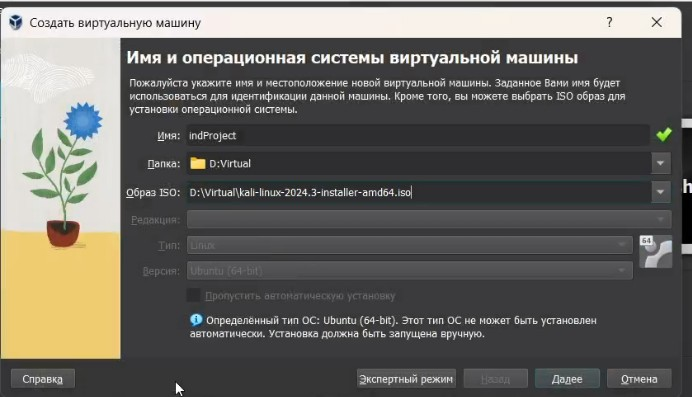 Создать виртуальную машину
Имя и операционная системы виртуальной машины
Пожалуйста укажите имя и местоположение новой виртуальной машины. Заданное Вами имя будет
использоваться для идентификации данной машины. Кроме того, вы можете выбрать ISO образ для
установки операционной системы.
Имя: indProject
Папка: D:Virtual
Образ ISO: D:\Virtual\kali-linux-2024.3-installer-amd64.iso
Редакция:
Тип: Linux
64
Версия: Ubuntu (64-bit)
Пропустить автоматическую установку
Определённый тип ОС: Ubuntu (64-bit). Этот тип ОС не может быть установлен
автоматически. Установка должна быть запущена вручную.
Справка Экспертный режим Назад Далее Отмена